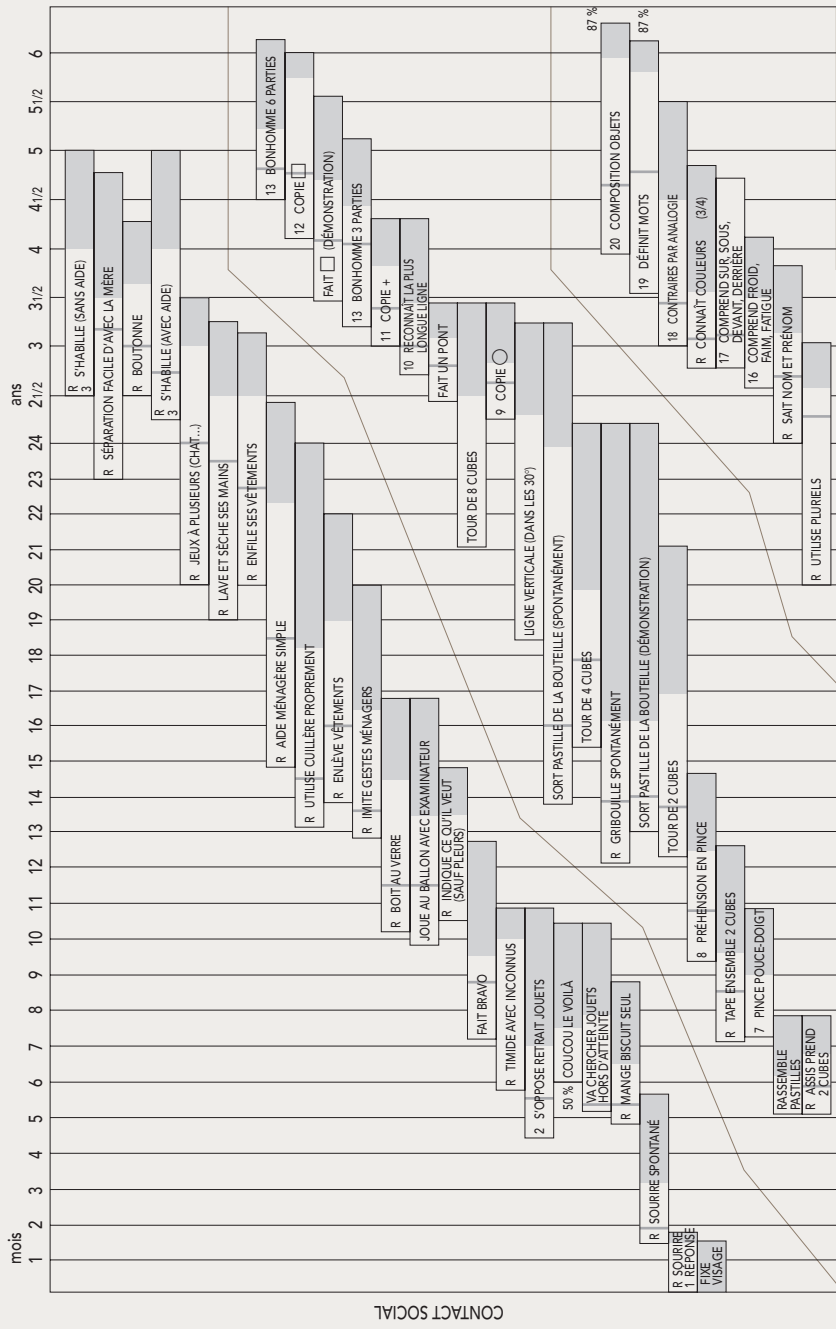 mois
ans
1
2
3
4
5
6
7
8
9
10
11
12
13
14
15
16
17
18
19
20
21
22
23
24
2 1/2
3
3 1/2
4
4 1/2
5
5 1/2
6
CONTACT SOCIAL
R S'HABILLE (SANS AIDE)
3
R SÉPARATION FACILE D'AVEC LA MÈRE
R BOUTONNE
R S'HABILLE (AVEC AIDE)
3
R JEUX À PLUSIEURS (CHAT...)
R LAVE ET SÈCHE SES MAINS
R ENFILE SES VÊTEMENTS
R AIDE MÉNAGÈRE SIMPLE
R UTILISE CUILLÈRE PROPREMENT
R ENLÈVE VÊTEMENTS
R IMITE GESTES MÉNAGERS
R BOIT AU VERRE
JOUE AU BALLON AVEC EXAMINATEUR
R INDIQUE CE QU'IL VEUT
(SAUF PLEURS)
FAIT BRAVO
R TIMIDE AVEC INCONNUS
2 S'OPPOSE RETRAIT JOUETS
50 % COUCOU LE VOILÀ
VA CHERCHER JOUETS
HORS D'ATTEINTE
R MANGE BISCUIT SEUL
R SOURIRE SPONTANÉ
R SOURIRE
1 RÉPONSE
FIXE
VISAGE
13 BONHOMME 6 PARTIES
12 COPIE
FAIT (DÉMONSTRATION)
13 BONHOMME 3 PARTIES
11 COPIE +
10 RECONNAÎT LA PLUS
LONGUE LIGNE
FAIT UN PONT
TOUR DE 8 CUBES
9 COPIE
LIGNE VERTICALE (DANS LES 30°)
SORT PASTILLE DE LA BOUTEILLE (SPONTANÉMENT)
TOUR DE 4 CUBES
R GRIBOUILLE SPONTANÉMENT
SORT PASTILLE DE LA BOUTEILLE (DÉMONSTRATION)
TOUR DE 2 CUBES
8 PRÉHENSION EN PINCE
R TAPE ENSEMBLE 2 CUBES
7 PINCE POUCE-DOIGT
RASSEMBLE
PASTILLES
R ASSIS PREND
2 CUBES
87 %
20 COMPOSITION OBJETS
87 %
19 DÉFINIT MOTS
18 CONTRAIRES PAR ANALOGIE
R CONNAÎT COULEURS (3/4)
17 COMPREND SUR, SOUS,
DEVANT, DERRIÈRE
16 COMPREND FROID,
FAIM, FATIGUE
R SAIT NOM ET PRÉNOM
R UTILISE PLURIELS